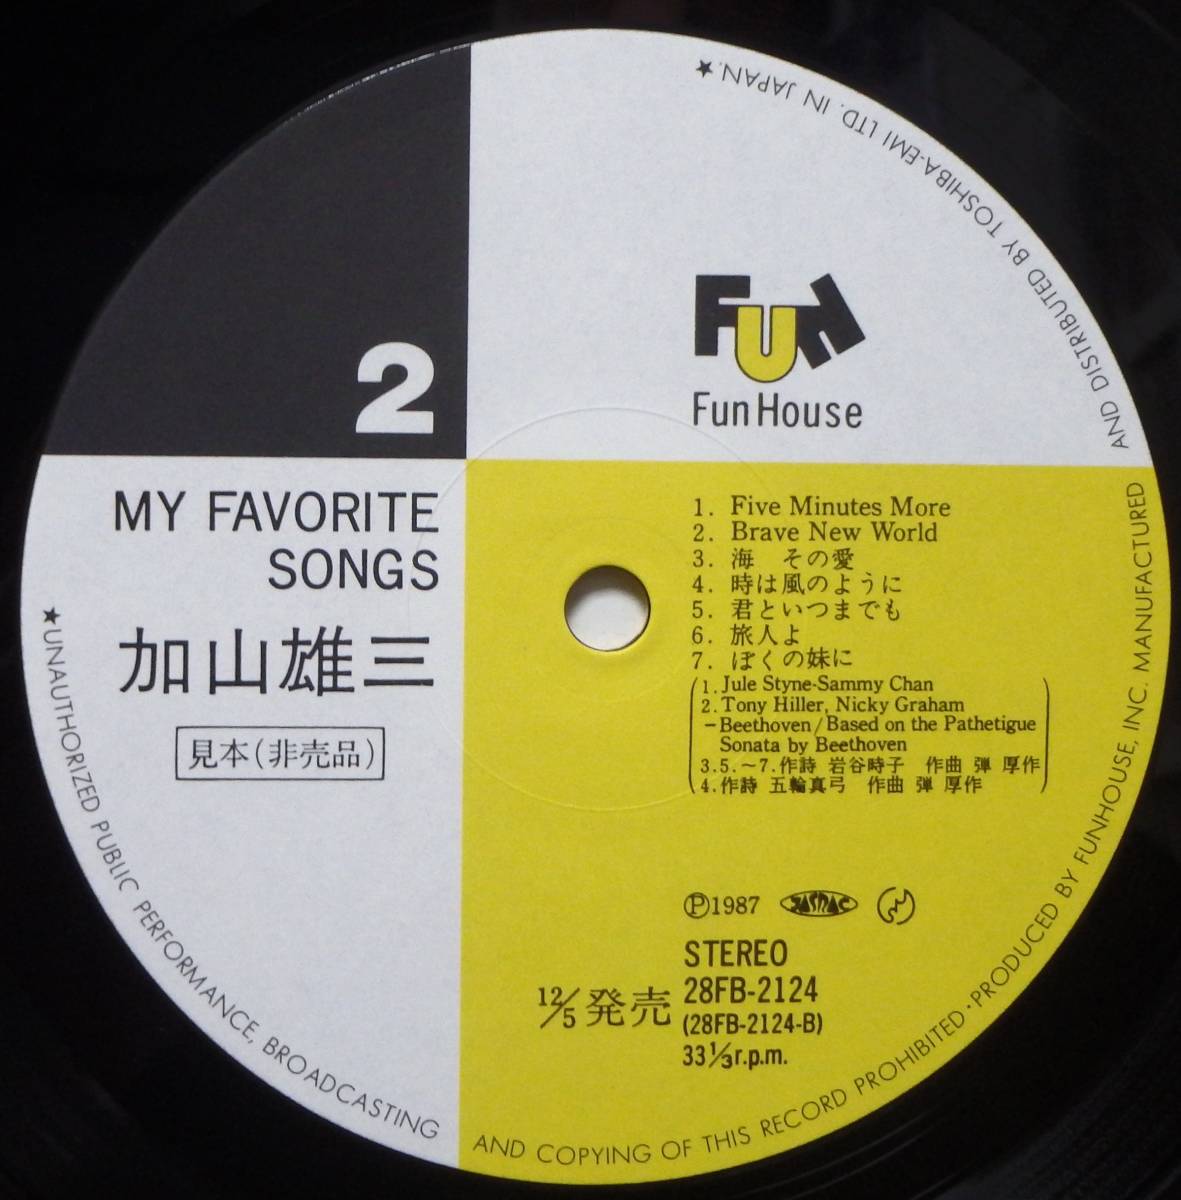 2
MY FAVORITE
SONGS
加山雄三
見本(非売品)
FUN
Fun House
1. Five Minutes More
2. Brave New World
3. 海 その愛
4. 時は風のように
5. 君といつまでも
6. 旅人よ
7. ぼくの妹に
(1. Jule Styne-Sammy Chan
2. Tony Hiller, Nicky Graham
-Beethoven/Based on the Pathetigue
Sonata by Beethoven
3.5.~7.作詩 岩谷時子 作曲 弾 厚作
4.作詩 五輪真弓 作曲 弾 厚作)
Ⓟ1987 JASRAC
STEREO
12/5発売 28FB-2124
(28FB-2124-B)
33⅓r.p.m.
★UNAUTHORIZED PUBLIC PERFORMANCE, BROADCASTING AND COPYING OF THIS RECORD PROHIBITED·PRODUCED BY FUNHOUSE, INC. MANUFACTURED AND DISTRIBUTED BY TOSHIBA-EMI LTD. IN JAPAN.★